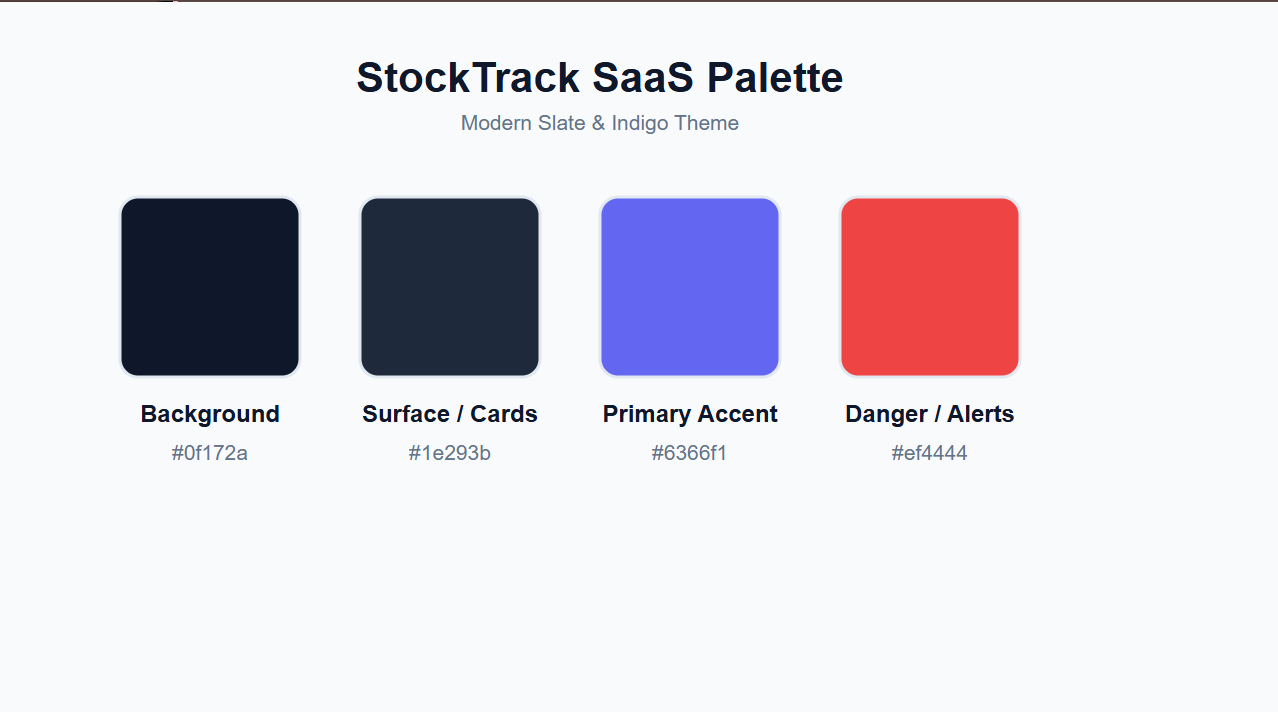 StockTrack SaaS Palette
Modern Slate & Indigo Theme
Background
#0f172a
Surface / Cards
#1e293b
Primary Accent
#6366f1
Danger / Alerts
#ef4444